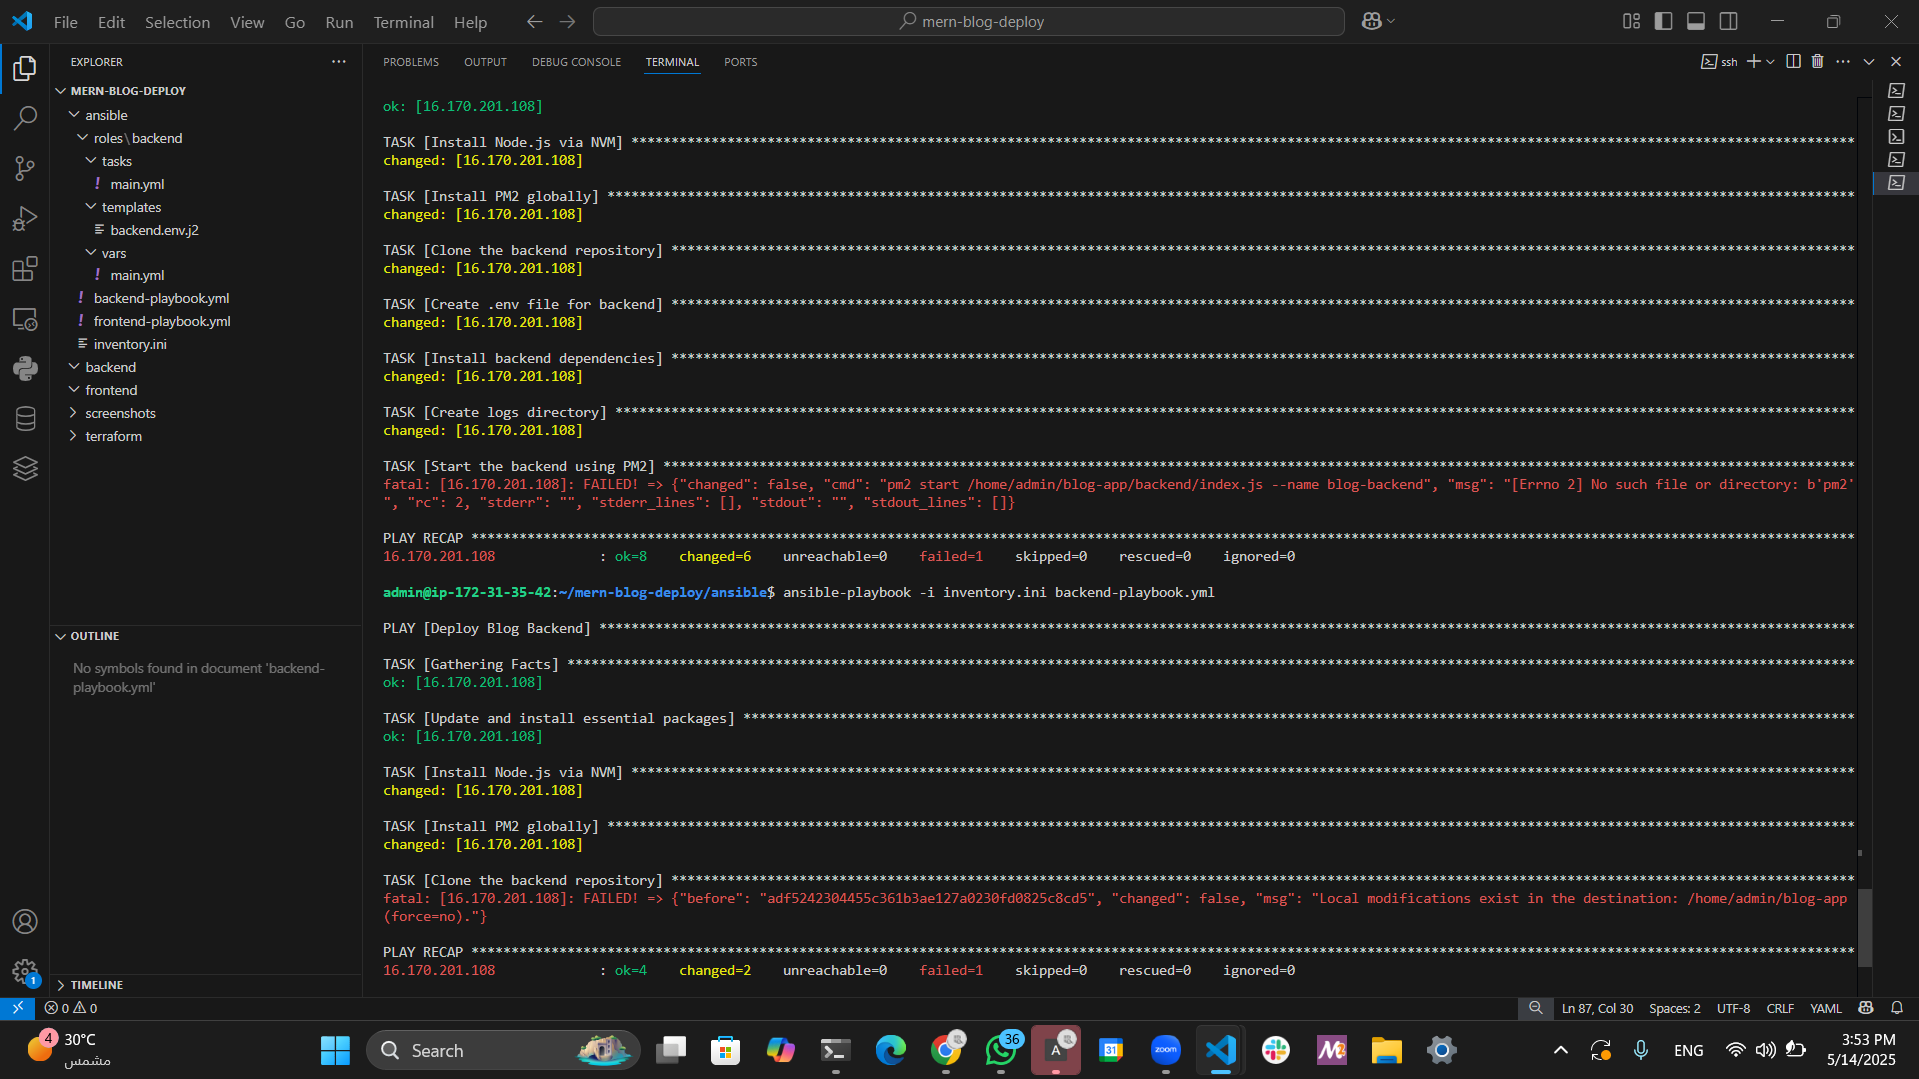 File Edit Selection View Go Run Terminal Help
mern-blog-deploy
EXPLORER
MERN-BLOG-DEPLOY
ansible
roles\backend
tasks
! main.yml
templates
backend.env.j2
vars
! main.yml
! backend-playbook.yml
! frontend-playbook.yml
inventory.ini
backend
frontend
screenshots
terraform
OUTLINE
No symbols found in document 'backend-
playbook.yml'
TIMELINE
PROBLEMS OUTPUT DEBUG CONSOLE TERMINAL PORTS
ssh
ok: [16.170.201.108]
TASK [Install Node.js via NVM] ****
changed: [16.170.201.108]
TASK [Install PM2 globally] ****
changed: [16.170.201.108]
TASK [Clone the backend repository] ****
changed: [16.170.201.108]
TASK [Create .env file for backend] ****
changed: [16.170.201.108]
TASK [Install backend dependencies] ****
changed: [16.170.201.108]
TASK [Create logs directory] ****
changed: [16.170.201.108]
TASK [Start the backend using PM2] ****
fatal: [16.170.201.108]: FAILED! => {"changed": false, "cmd": "pm2 start /home/admin/blog-app/backend/index.js --name blog-backend", "msg": "[Errno 2] No such file or directory: b'pm2'
", "rc": 2, "stderr": "", "stderr_lines": [], "stdout": "", "stdout_lines": []}
PLAY RECAP ****
16.170.201.108 : ok=8 changed=6 unreachable=0 failed=1 skipped=0 rescued=0 ignored=0
admin@ip-172-31-35-42:~/mern-blog-deploy/ansible$ ansible-playbook -i inventory.ini backend-playbook.yml
PLAY [Deploy Blog Backend] ****
TASK [Gathering Facts] ****
ok: [16.170.201.108]
TASK [Update and install essential packages] ****
ok: [16.170.201.108]
TASK [Install Node.js via NVM] ****
changed: [16.170.201.108]
TASK [Install PM2 globally] ****
changed: [16.170.201.108]
TASK [Clone the backend repository] ****
fatal: [16.170.201.108]: FAILED! => {"before": "adf5242304455c361b3ae127a0230fd0825c8cd5", "changed": false, "msg": "Local modifications exist in the destination: /home/admin/blog-app
(force=no)."}
PLAY RECAP ****
16.170.201.108 : ok=4 changed=2 unreachable=0 failed=1 skipped=0 rescued=0 ignored=0
1
0 0
Ln 87, Col 30 Spaces: 2 UTF-8 CRLF YAML
4
30°C
مشمس
Search
36
A
31
zoom
ENG
3:53 PM
5/14/2025